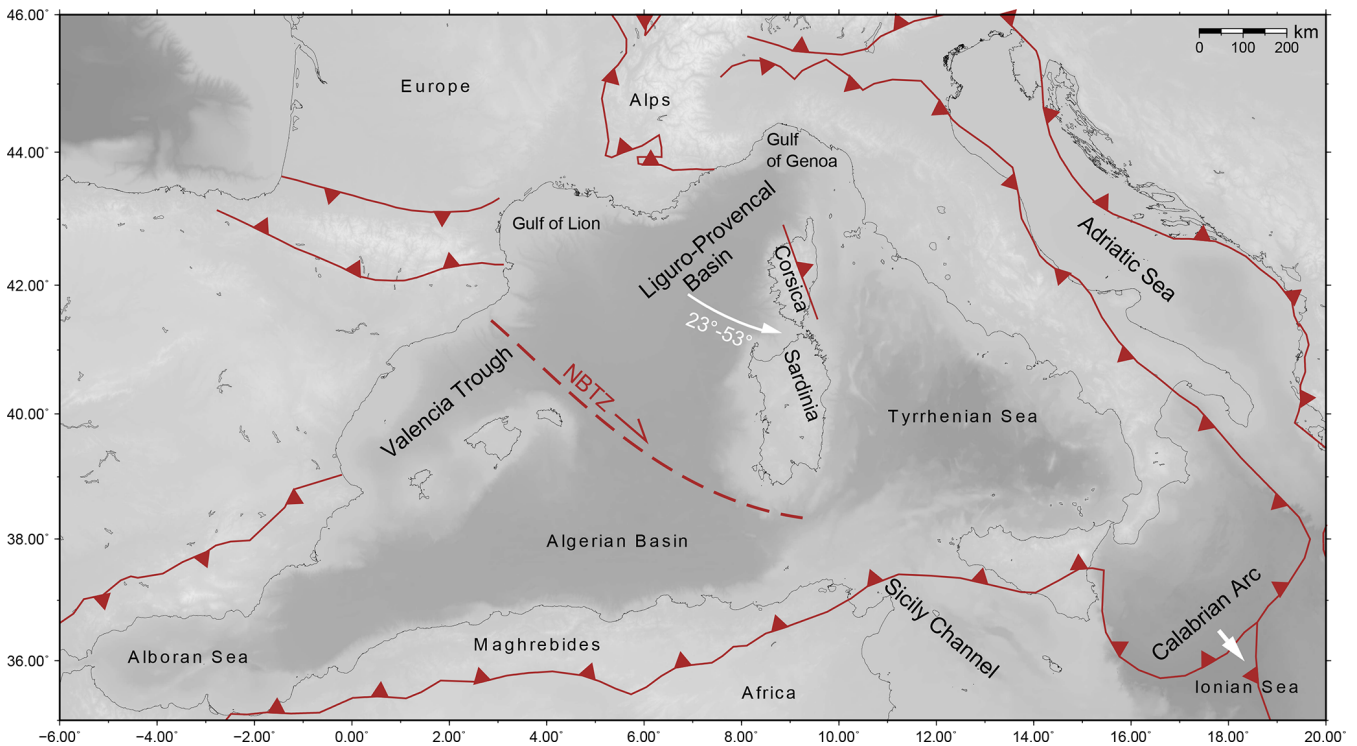 46.00°
44.00°
42.00°
40.00°
38.00°
36.00°
km
0 100 200
Europe
Alps
Gulf
of Genoa
Gulf of Lion
Liguro-Provencal
Basin
Corsica
23°-53°
Adriatic Sea
Sardinia
NBTZ
Valencia Trough
Tyrrhenian Sea
Algerian Basin
Sicily Channel
Calabrian Arc
Alboran Sea
Maghrebides
Africa
Ionian Sea
−6.00° −4.00° −2.00° 0.00° 2.00° 4.00° 6.00° 8.00° 10.00° 12.00° 14.00° 16.00° 18.00° 20.00°